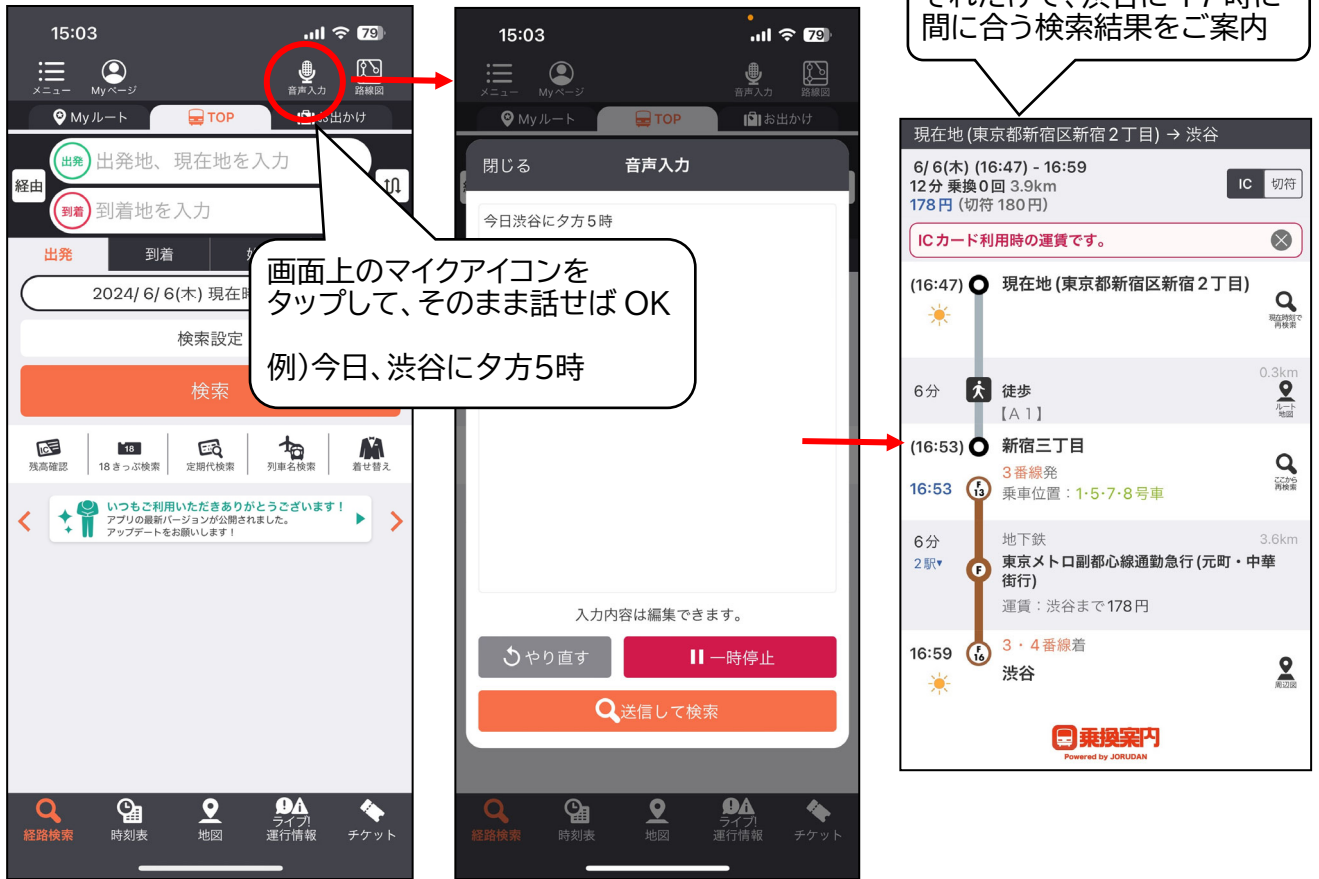 15:03
79
メニュー
Myページ
音声入力
路線図
Myルート
TOP
お出かけ
出発
出発地、現在地を入力
経由
到着
到着地を入力
出発
到着
2024/ 6/ 6(木) 現在時
検索設定
検索
残高確認
18
18きっぷ検索
定期代検索
列車名検索
着せ替え
いつもご利用いただきありがとうございます!
アプリの最新バージョンが公開されました。
アップデートをお願いします!
経路検索
時刻表
地図
ライブ!
運行情報
チケット
画面上のマイクアイコンを
タップして、そのまま話せば OK
例)今日、渋谷に夕方5時
15:03
79
メニュー
Myページ
音声入力
路線図
Myルート
TOP
お出かけ
閉じる
音声入力
今日渋谷に夕方5時
入力内容は編集できます。
やり直す
一時停止
送信して検索
経路検索
時刻表
地図
ライブ!
運行情報
チケット
間に合う検索結果をご案内
現在地 (東京都新宿区新宿2丁目) → 渋谷
6/ 6(木) (16:47) - 16:59
12分 乗換0回 3.9km
178円 (切符 180円)
IC 切符
ICカード利用時の運賃です。
(16:47) 現在地 (東京都新宿区新宿2丁目)
現在時刻で
再検索
0.3km
6分 徒歩
【A1】
ルート
地図
(16:53) 新宿三丁目
3番線発
16:53 F 13 乗車位置:1・5・7・8号車
ここから
再検索
6分 地下鉄 3.6km
2駅▾ F 東京メトロ副都心線通勤急行 (元町・中華
街行)
運賃:渋谷まで178円
16:59 F 16 3・4番線着
渋谷
周辺図
乗換案内
Powered by JORUDAN